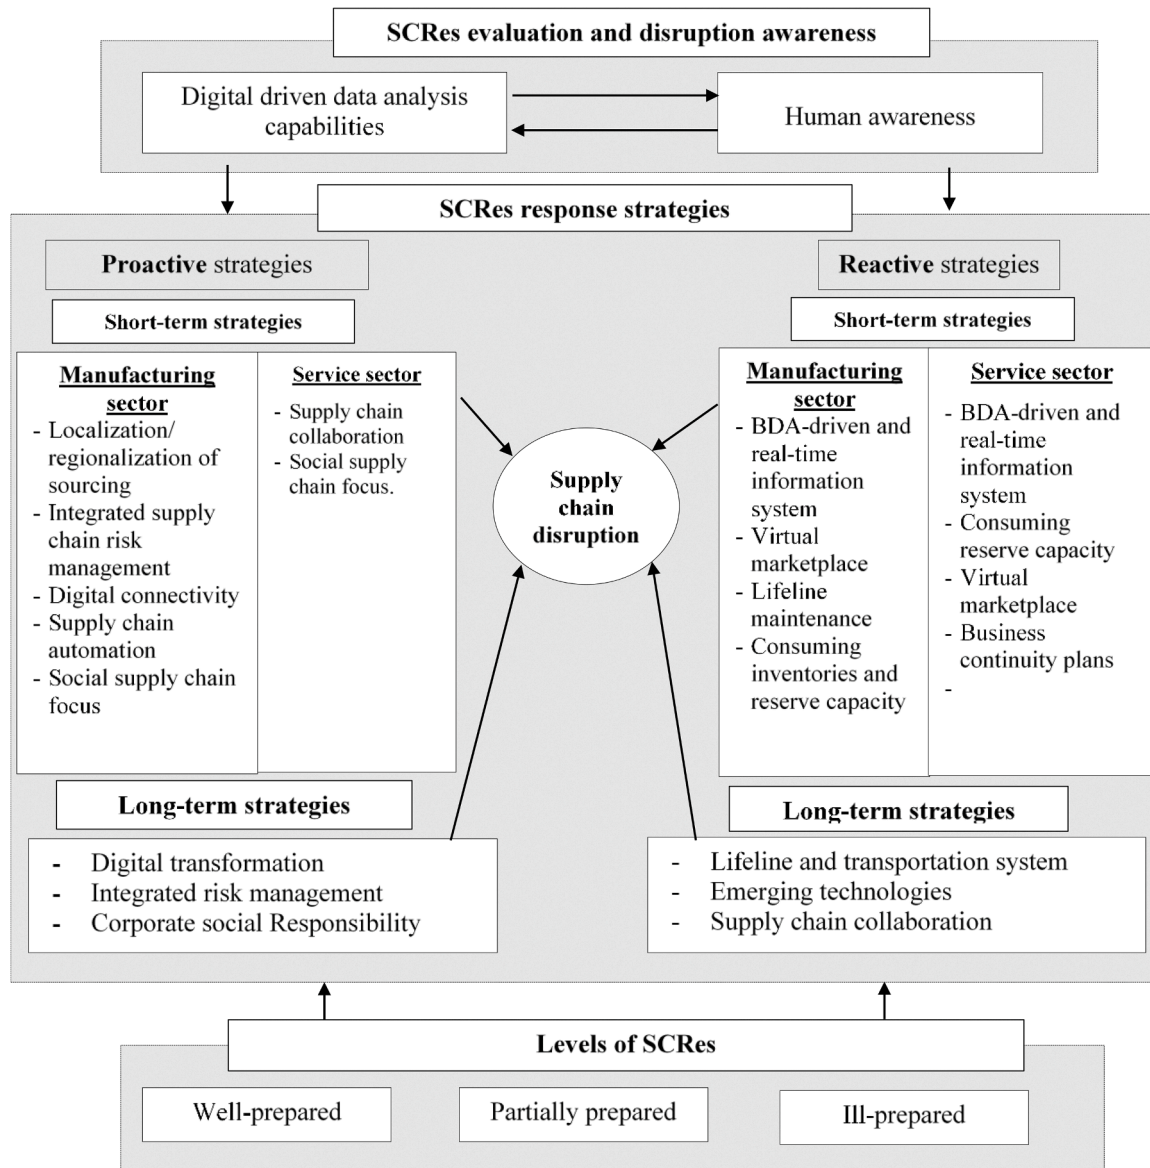 SCRes evaluation and disruption awareness
Digital driven data analysis
capabilities
Human awareness
SCRes response strategies
Proactive strategies
Short-term strategies
Manufacturing
sector
- Localization/
regionalization of
sourcing
- Integrated supply
chain risk
management
- Digital connectivity
- Supply chain
automation
- Social supply chain
focus
Service sector
- Supply chain
collaboration
- Social supply
chain focus.
Long-term strategies
- Digital transformation
- Integrated risk management
- Corporate social Responsibility
Supply
chain
disruption
Reactive strategies
Short-term strategies
Manufacturing
sector
- BDA-driven and
real-time
information
system
- Virtual
marketplace
- Lifeline
maintenance
- Consuming
inventories and
reserve capacity
Service sector
- BDA-driven and
real-time
information
system
- Consuming
reserve capacity
- Virtual
marketplace
- Business
continuity plans
-
Long-term strategies
- Lifeline and transportation system
- Emerging technologies
- Supply chain collaboration
Levels of SCRes
Well-prepared
Partially prepared
Ill-prepared